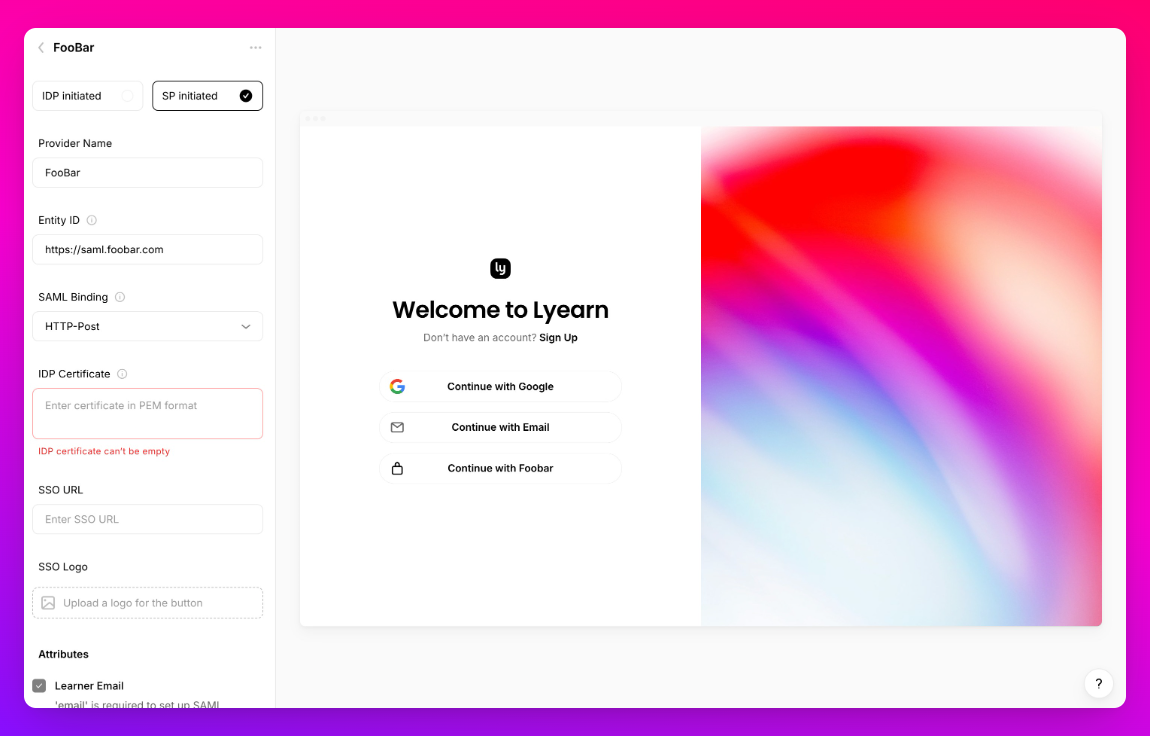 FooBar
IDP initiated
SP initiated
Provider Name
FooBar
Entity ID
https://saml.foobar.com
SAML Binding
HTTP-Post
IDP Certificate
Enter certificate in PEM format
IDP certificate can't be empty
SSO URL
Enter SSO URL
SSO Logo
Upload a logo for the button
Attributes
Learner Email
'email' is required to set up SAML
ly
Welcome to Lyearn
Don't have an account? Sign Up
Continue with Google
Continue with Email
Continue with Foobar
?